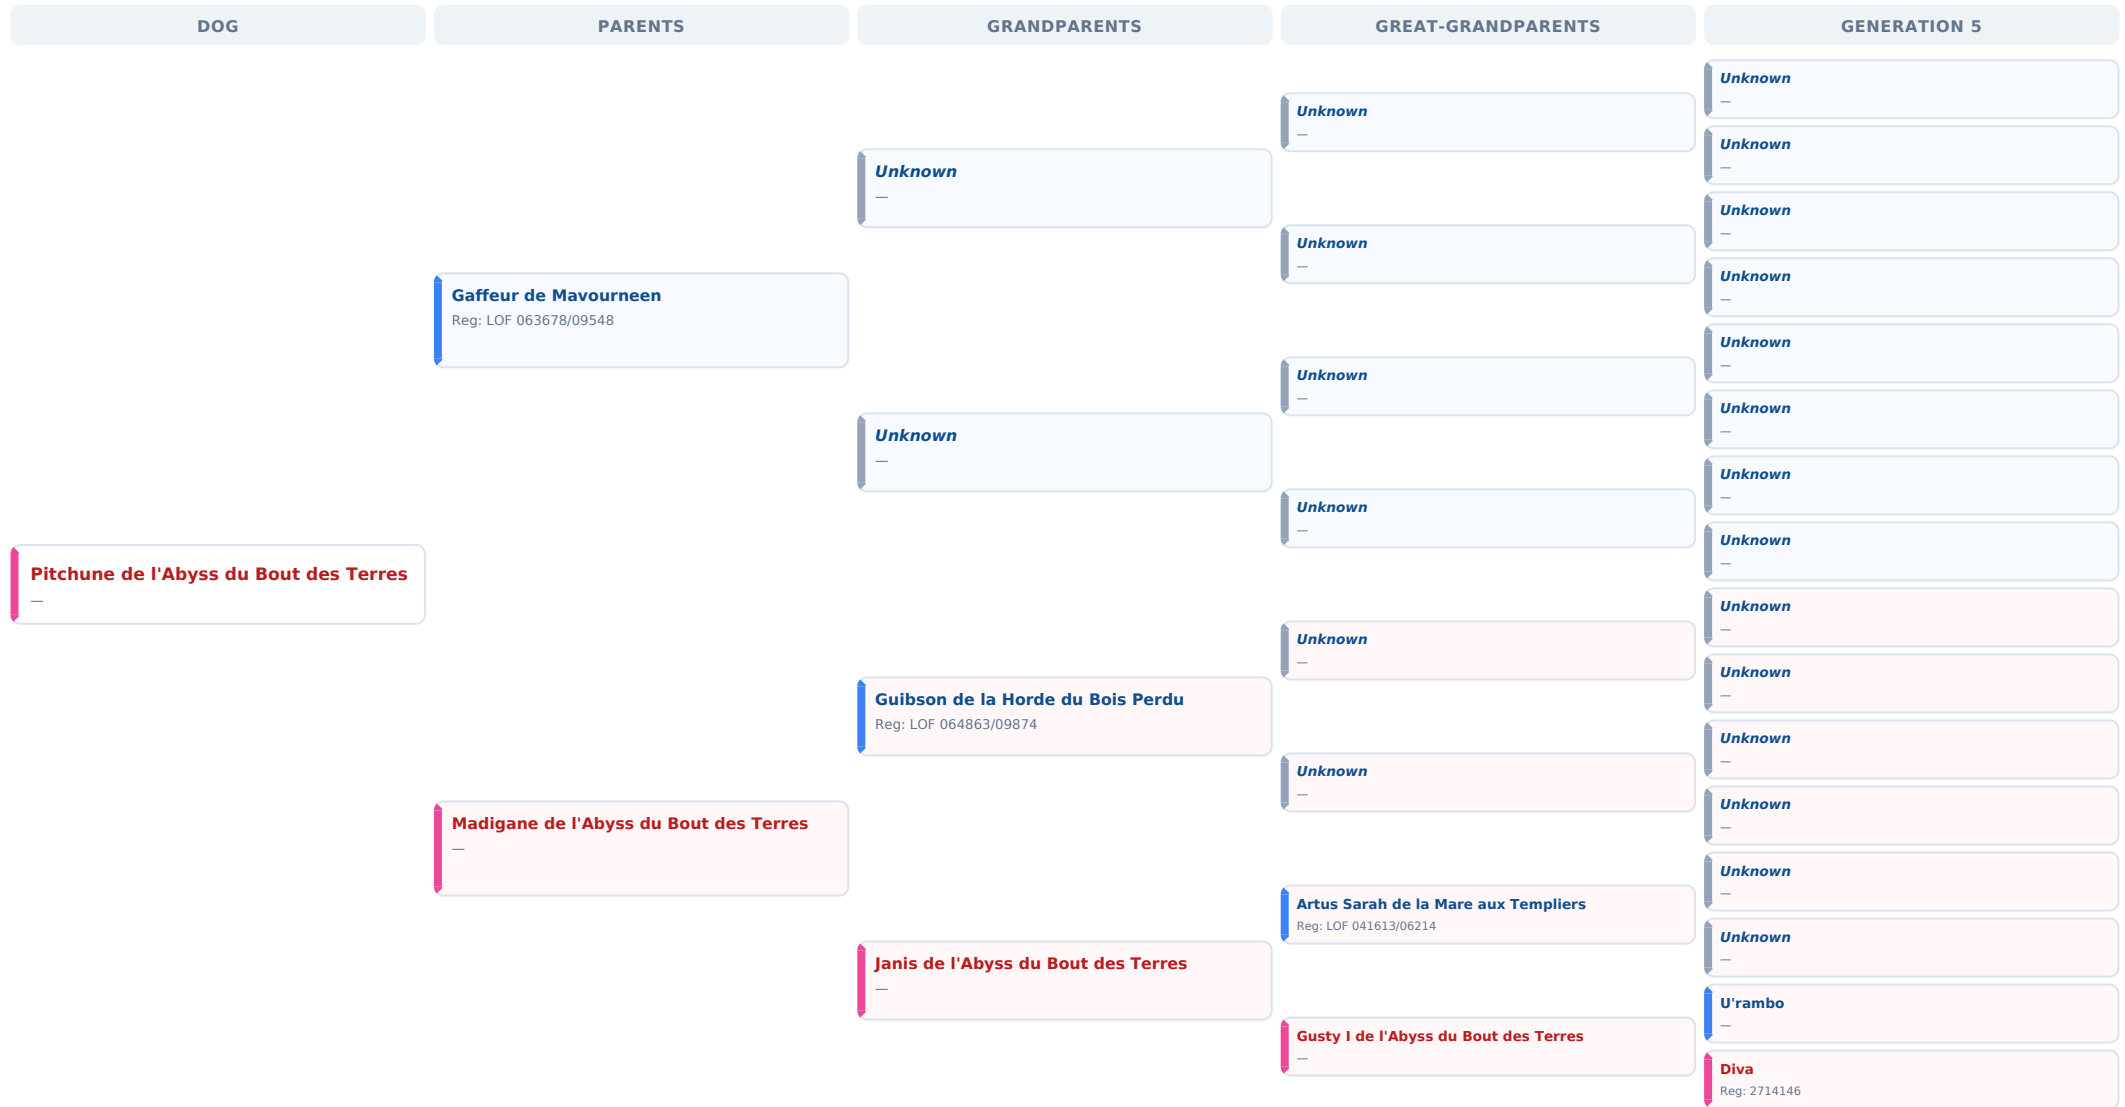 DOG
PARENTS
GRANDPARENTS
GREAT-GRANDPARENTS
GENERATION 5
Pitchune de l'Abyss du Bout des Terres
—
Gaffeur de Mavourneen
Reg: LOF 063678/09548
Madigane de l'Abyss du Bout des Terres
—
Unknown
—
Unknown
—
Guibson de la Horde du Bois Perdu
Reg: LOF 064863/09874
Janis de l'Abyss du Bout des Terres
—
Unknown
—
Unknown
—
Unknown
—
Unknown
—
Unknown
—
Unknown
—
Artus Sarah de la Mare aux Templiers
Reg: LOF 041613/06214
Gusty I de l'Abyss du Bout des Terres
—
Unknown
—
Unknown
—
Unknown
—
Unknown
—
Unknown
—
Unknown
—
Unknown
—
Unknown
—
Unknown
—
Unknown
—
Unknown
—
Unknown
—
Unknown
—
Unknown
—
U'rambo
—
Diva
Reg: 2714146